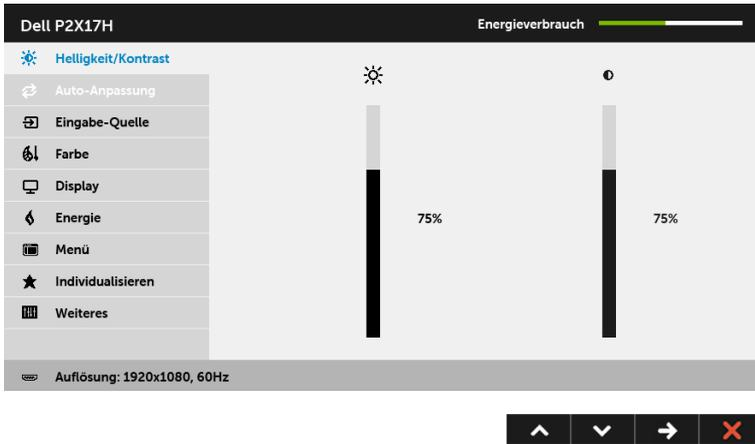 Dell P2X17H
Energieverbrauch
Helligkeit/Kontrast
Auto-Anpassung
Eingabe-Quelle
Farbe
Display
Energie
75%
75%
Menü
Individualisieren
Weiteres
Auflösung: 1920x1080, 60Hz